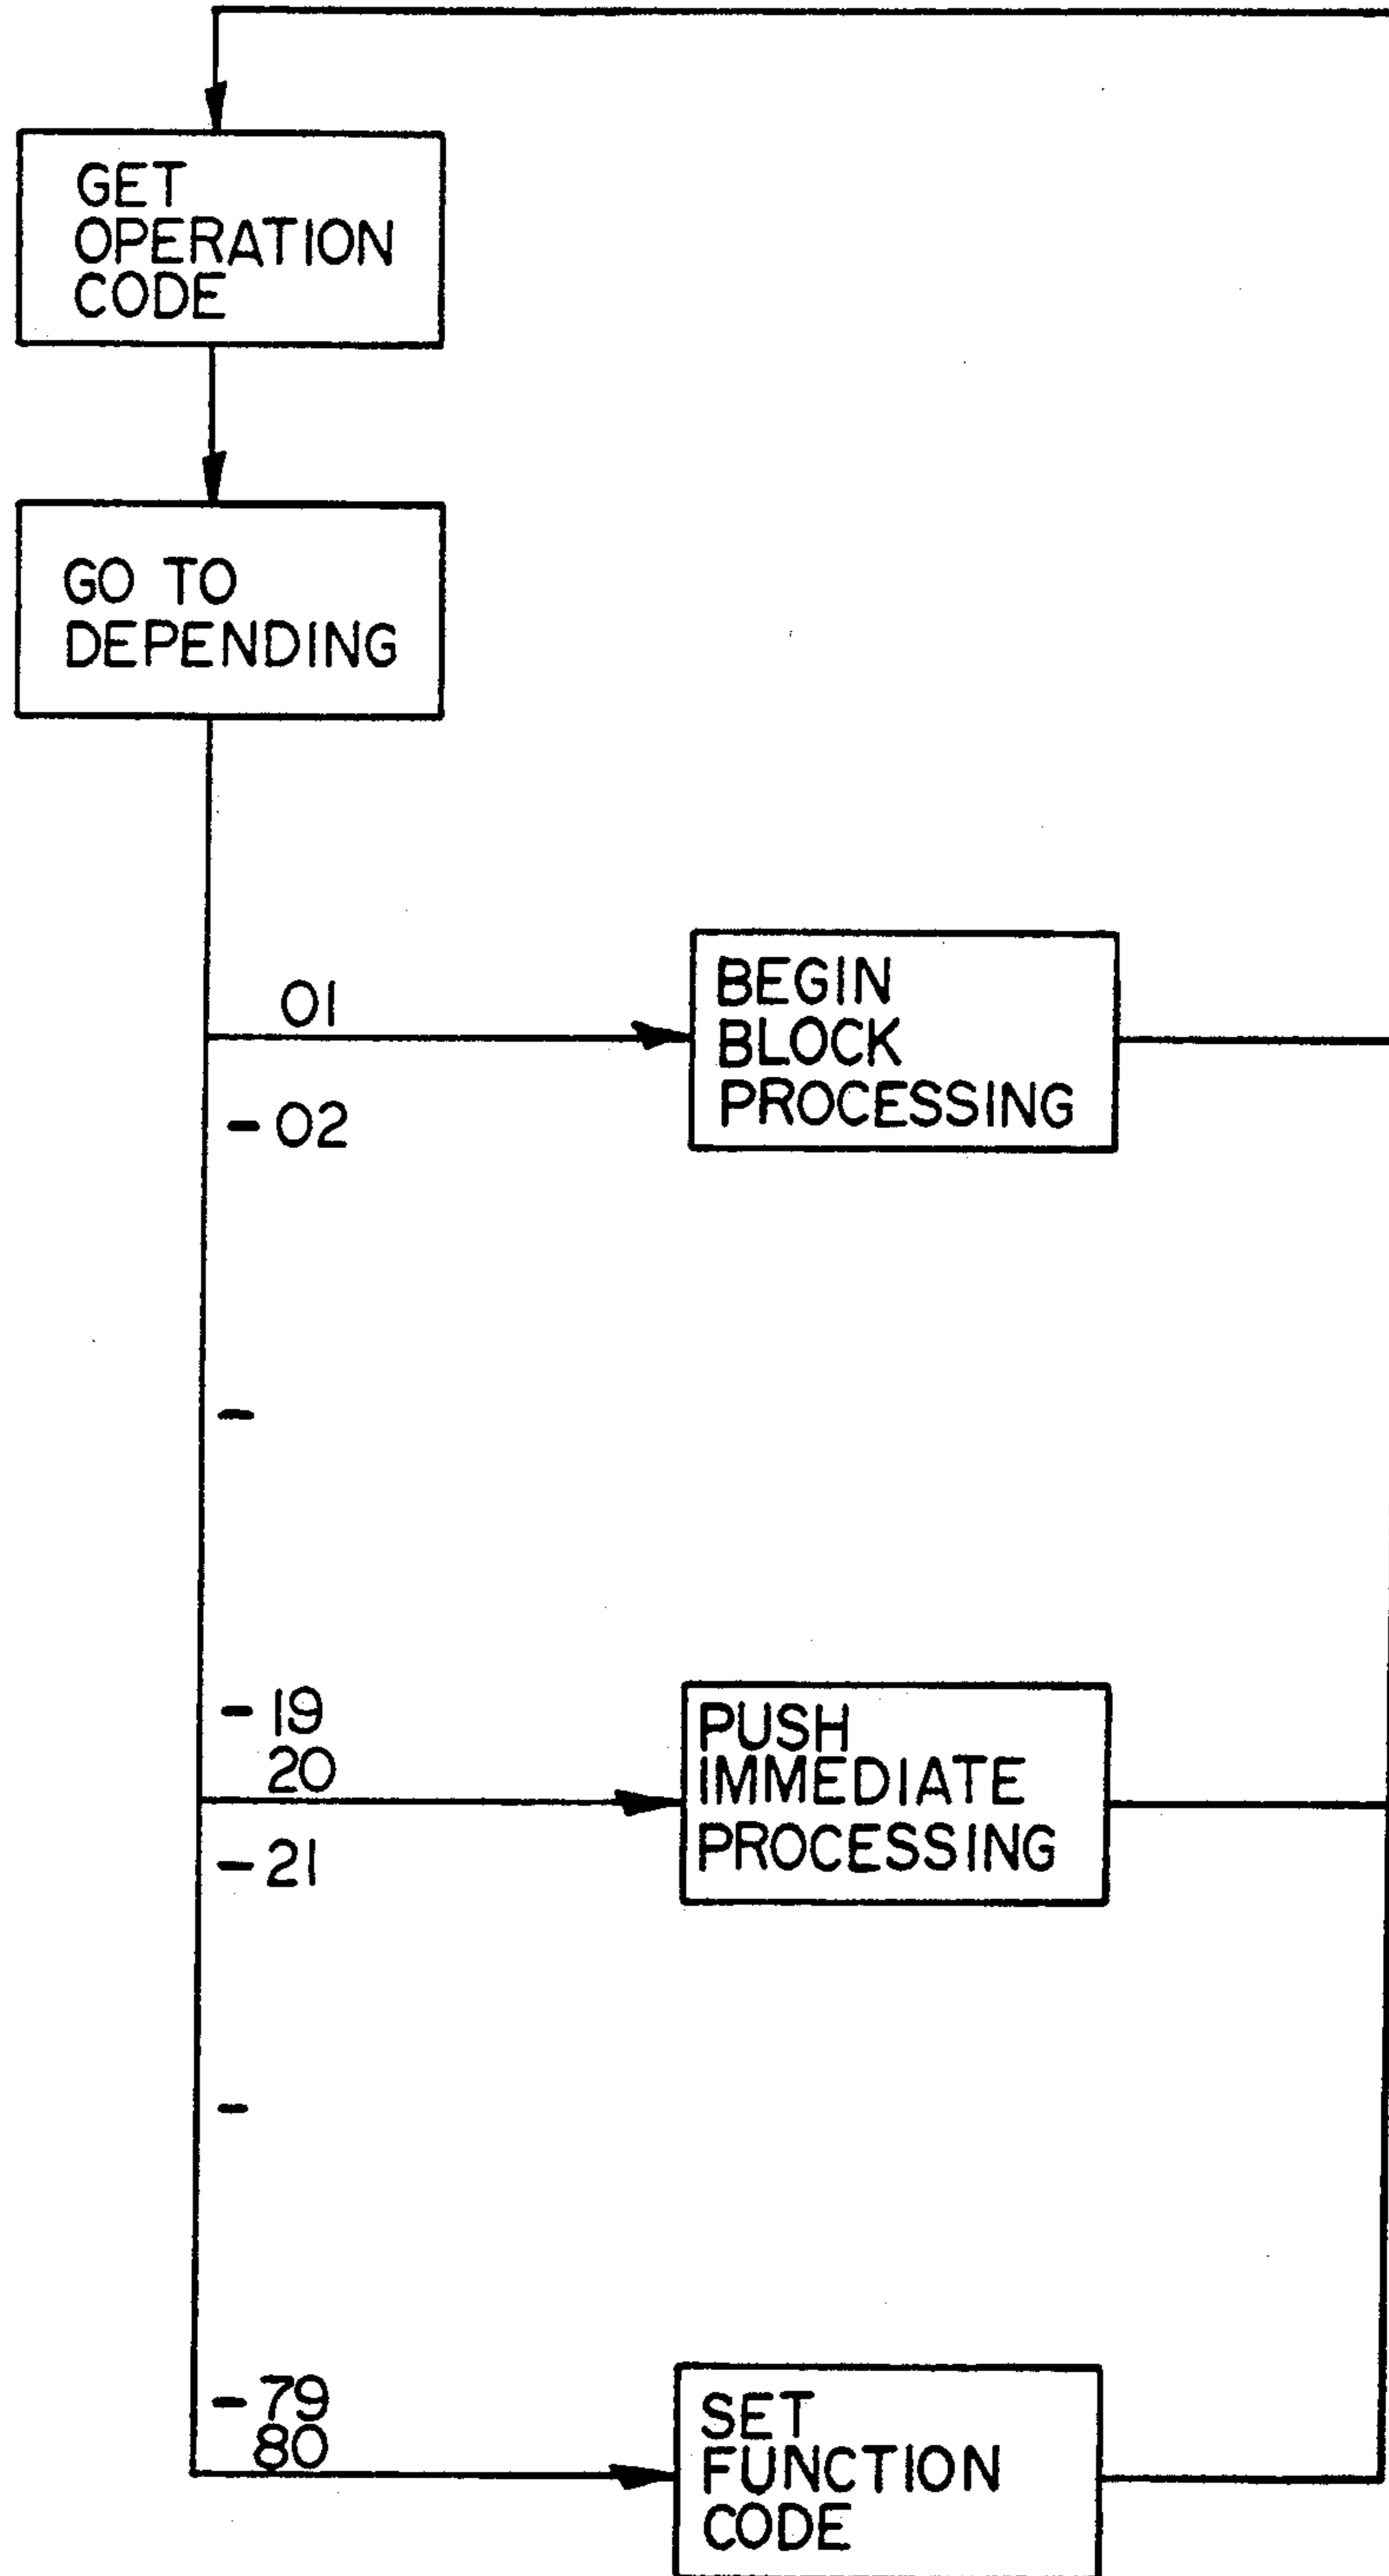 GET
OPERATION
CODE
GO TO
DEPENDING
01
BEGIN
BLOCK
PROCESSING
-02
-
-19
20
PUSH
IMMEDIATE
PROCESSING
-21
-
-79
80
SET
FUNCTION
CODE